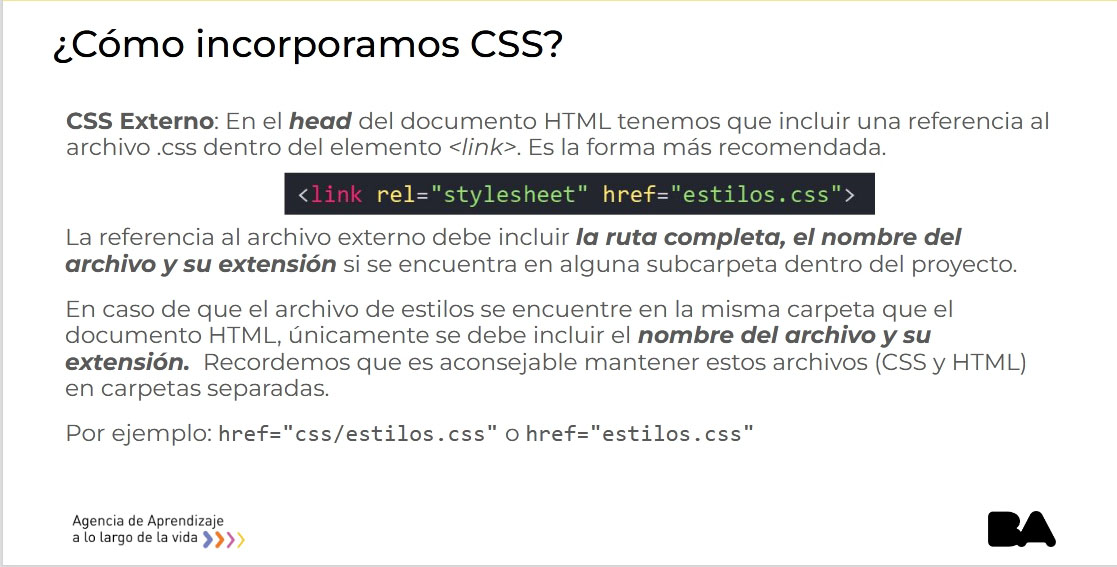 ¿Cómo incorporamos CSS?
CSS Externo: En el head del documento HTML tenemos que incluir una referencia al
archivo .css dentro del elemento <link>. Es la forma más recomendada.
<link rel="stylesheet" href="estilos.css">
La referencia al archivo externo debe incluir la ruta completa, el nombre del
archivo y su extensión si se encuentra en alguna subcarpeta dentro del proyecto.
En caso de que el archivo de estilos se encuentre en la misma carpeta que el
documento HTML, únicamente se debe incluir el nombre del archivo y su
extensión. Recordemos que es aconsejable mantener estos archivos (CSS y HTML)
en carpetas separadas.
Por ejemplo: href="css/estilos.css" o href="estilos.css"
Agencia de Aprendizaje
a lo largo de la vida
BA